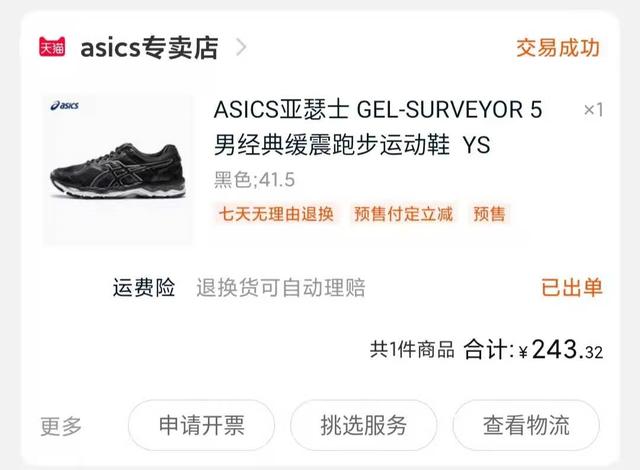 天猫 asics专卖店 > 交易成功
asics
ASICS亚瑟士 GEL-SURVEYOR 5 ×1
男经典缓震跑步运动鞋 YS
黑色;41.5
七天无理由退换 预售付定立减 预售
运费险 退换货可自动理赔 已出单
共1件商品 合计:¥243.32
更多 申请开票 挑选服务 查看物流